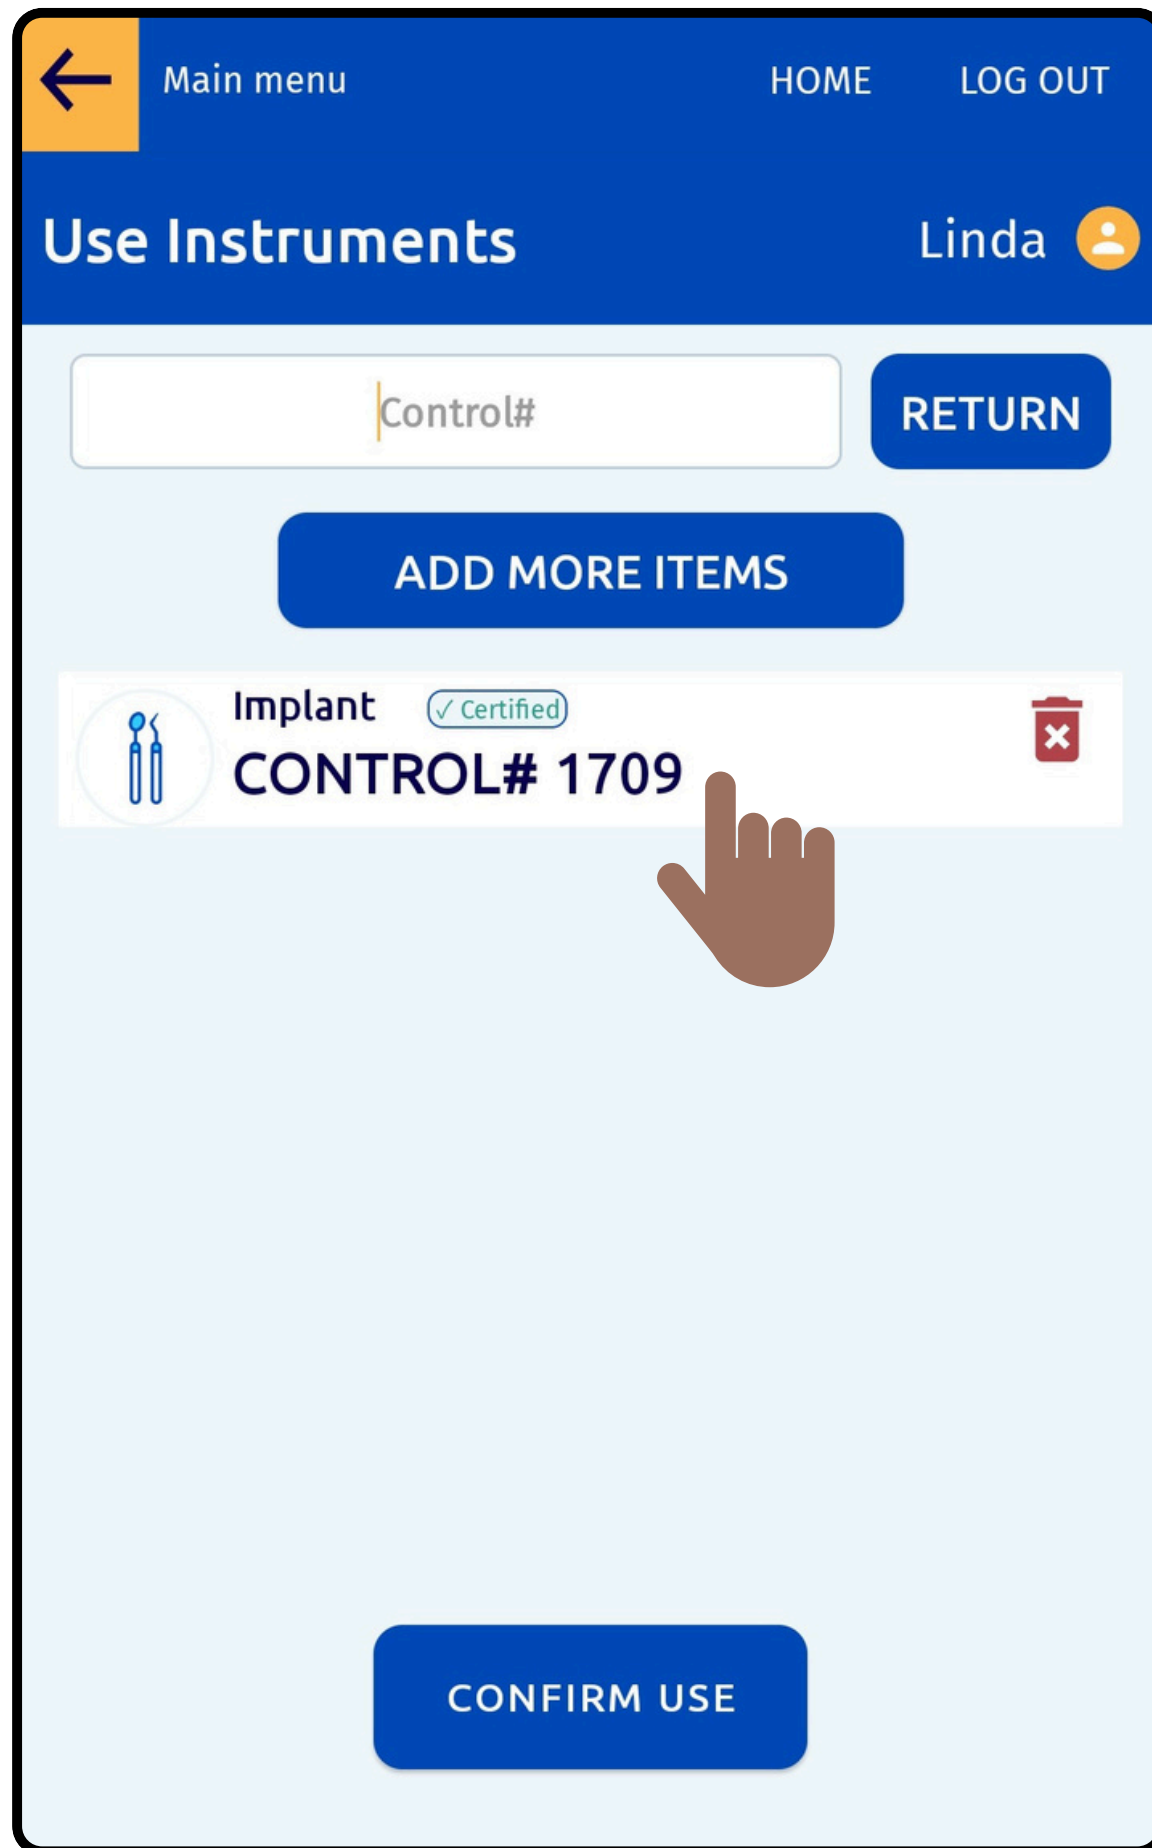 Main menu HOME LOG OUT
Use Instruments Linda
Control# RETURN
ADD MORE ITEMS
Implant ✓ Certified
CONTROL# 1709
CONFIRM USE